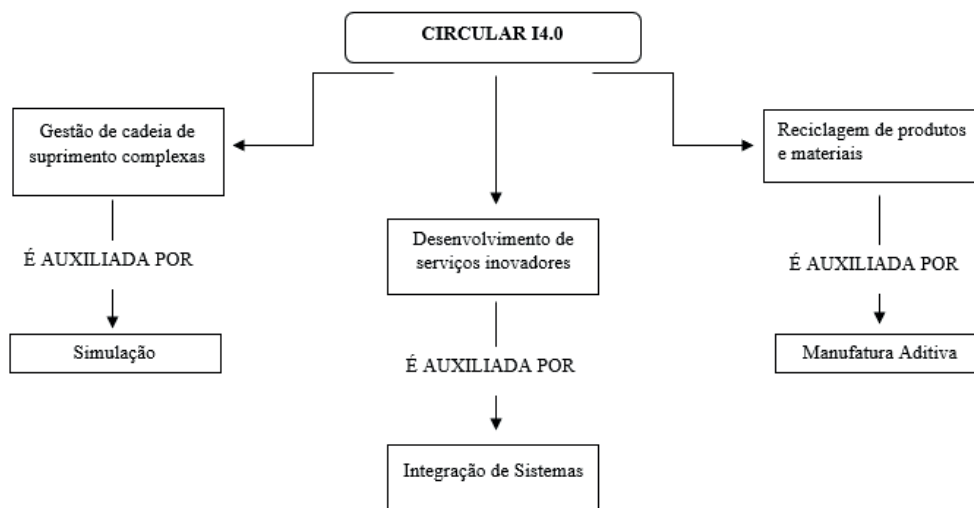 CIRCULAR I4.0
Gestão de cadeia de
suprimento complexas
É AUXILIADA POR
Simulação
Desenvolvimento de
serviços inovadores
É AUXILIADA POR
Integração de Sistemas
Reciclagem de produtos
e materiais
É AUXILIADA POR
Manufatura Aditiva